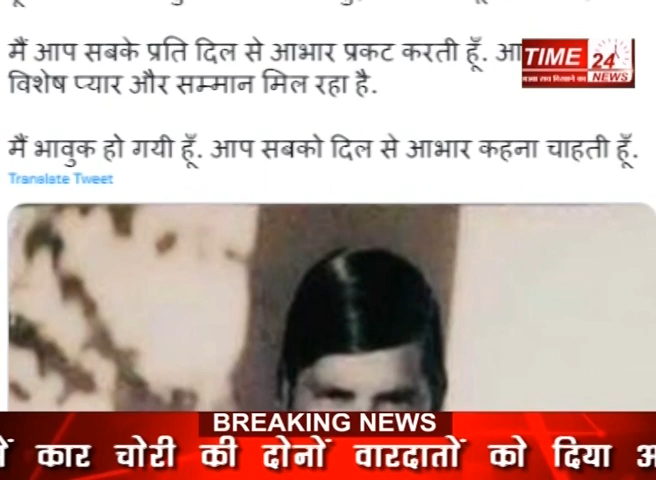 मैं आप सबके प्रति दिल से आभार प्रकट करती हूँ. आ
विशेष प्यार और सम्मान मिल रहा है.
मैं भावुक हो गयी हूँ. आप सबको दिल से आभार कहना चाहती हूँ.
Translate Tweet
TIME 24
NEWS
BREAKING NEWS
कार चोरी की दोनों वारदातों को दिया अ